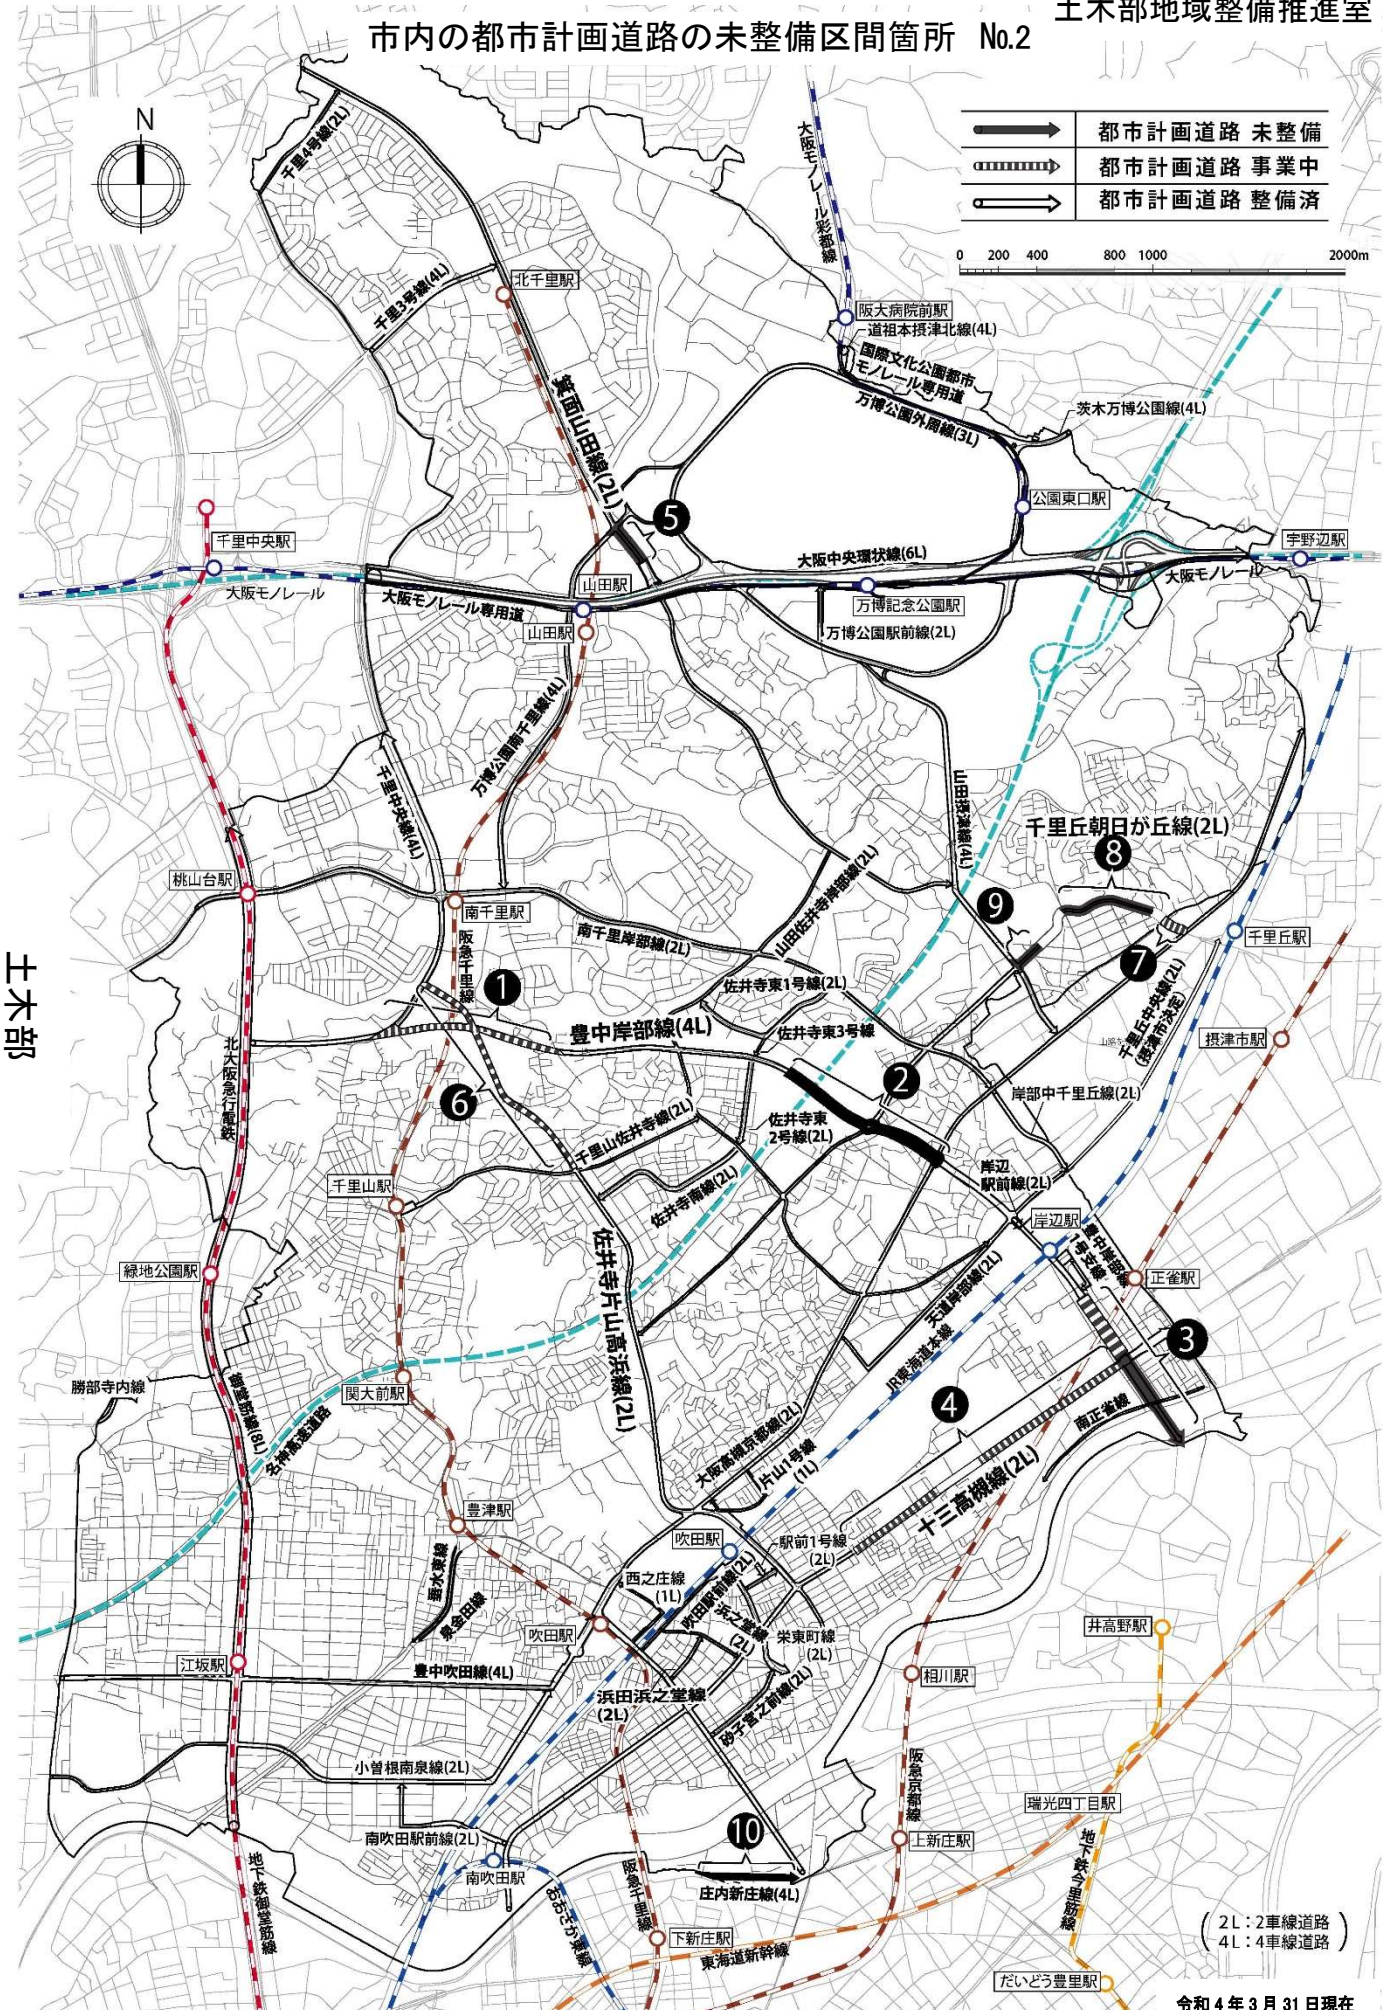 土木部地域整備推進室
市内の都市計画道路の未整備区間箇所 No.2
N
都市計画道路 未整備
都市計画道路 事業中
都市計画道路 整備済
0 200 400 800 1000 2000m
千里4号線(2L)
大阪モノレール彩都線
千里3号線(4L)
北千里駅
阪大病院前駅
道祖本摂津北線(4L)
国際文化公園都市
モノレール専用道
万博公園外周線(3L)
茨木万博公園線(4L)
箕面山田線(2L)
5
公園東口駅
千里中央駅
大阪中央環状線(6L)
宇野辺駅
大阪モノレール
大阪モノレール専用道
山田駅
万博記念公園駅
大阪モノレール
山田駅
万博公園駅前線(2L)
万博公園南千里線(4L)
千里中央線(4L)
山田摂津線(4L)
千里丘朝日が丘線(2L)
8
桃山台駅
南千里駅
山田佐井寺岸部線(2L)
9
千里丘駅
南千里岸部線(2L)
阪急千里線
7
土木部
1
佐井寺東1号線(2L)
千里丘中央線(2L)
(摂津市決定)
豊中岸部線(4L)
佐井寺東3号線
摂津市駅
北大阪急行電鉄
6
2
岸部中千里丘線(2L)
千里山佐井寺線(2L)
佐井寺東
2号線(2L)
千里山駅
佐井寺南線(2L)
岸辺
駅前線(2L)
岸辺駅
豊中岸部線
1号支線
緑地公園駅
正雀駅
佐井寺片山高浜線(2L)
天道岸部線(2L)
3
JR東海道本線
勝部寺内線
関大前駅
御堂筋線(8L)
4
南正雀線
名神高速道路
大阪高槻京都線(2L)
片山1号線
(1L)
十三高槻線(2L)
豊津駅
吹田駅
駅前1号線
(2L)
垂水東線
西之庄線
(1L)
吹田駅前線(2L)
泉金田線
浜之堂線
(2L)
吹田駅
栄東町線
(2L)
井高野駅
江坂駅
豊中吹田線(4L)
相川駅
浜田浜之堂線
(2L)
砂子宮之前線(2L)
小曽根南泉線(2L)
阪急京都線
瑞光四丁目駅
南吹田駅前線(2L)
10
上新庄駅
地下鉄今里筋線
南吹田駅
地下鉄御堂筋線
おおさか東線
阪急千里線
庄内新庄線(4L)
下新庄駅
東海道新幹線
2L：2車線道路
4L：4車線道路
だいどう豊里駅
令和4年3月31日現在